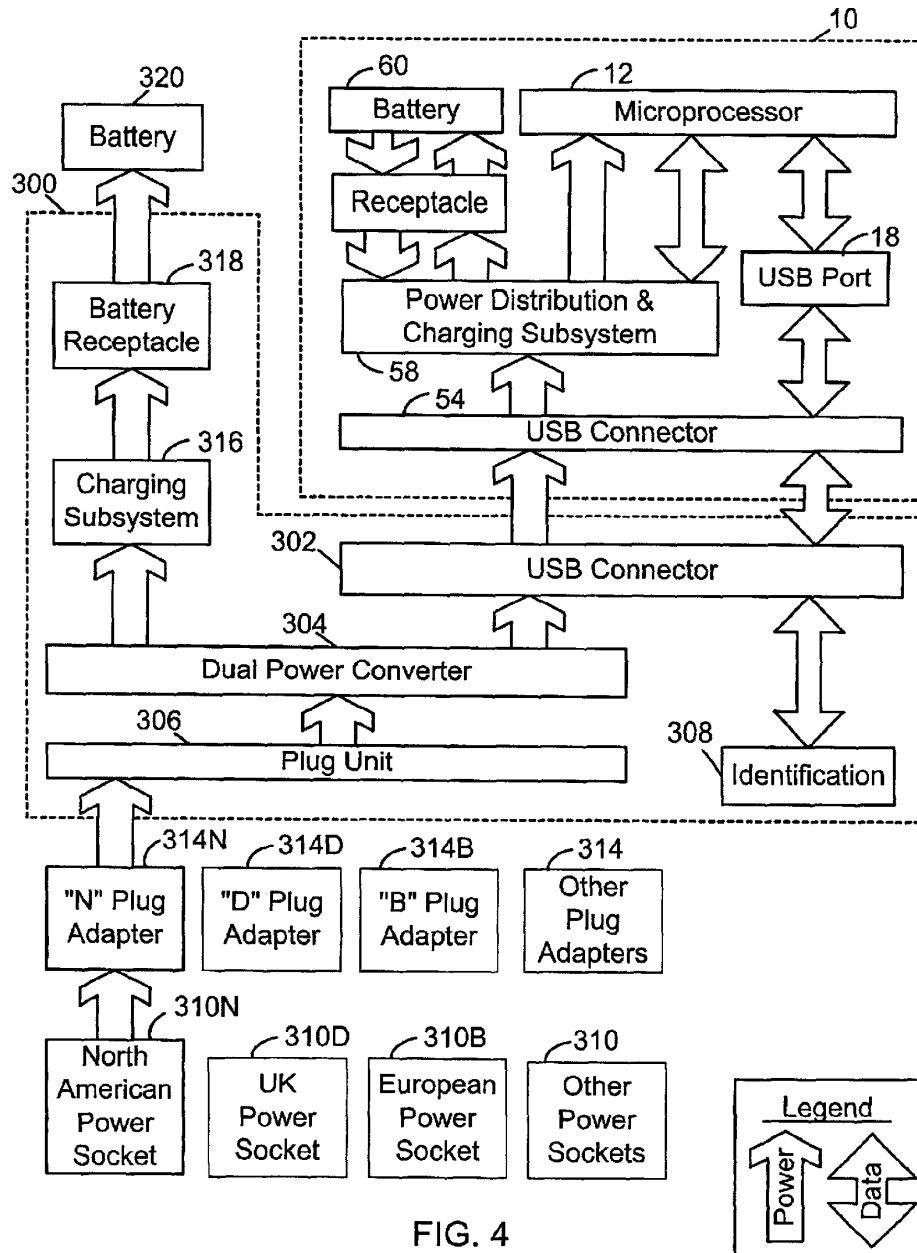 10
320
60
12
Battery
Battery
Microprocessor
300
Receptacle
318
18
Battery
Receptacle
Power Distribution &
Charging Subsystem
USB Port
58
316
54
USB Connector
Charging
Subsystem
302
USB Connector
304
Dual Power Converter
306
308
Plug Unit
Identification
314N
314D
314B
314
"N" Plug
Adapter
"D" Plug
Adapter
"B" Plug
Adapter
Other
Plug
Adapters
310N
310D
310B
310
North
American
Power
Socket
UK
Power
Socket
European
Power
Socket
Other
Power
Sockets
Legend
Power
Data
FIG. 4